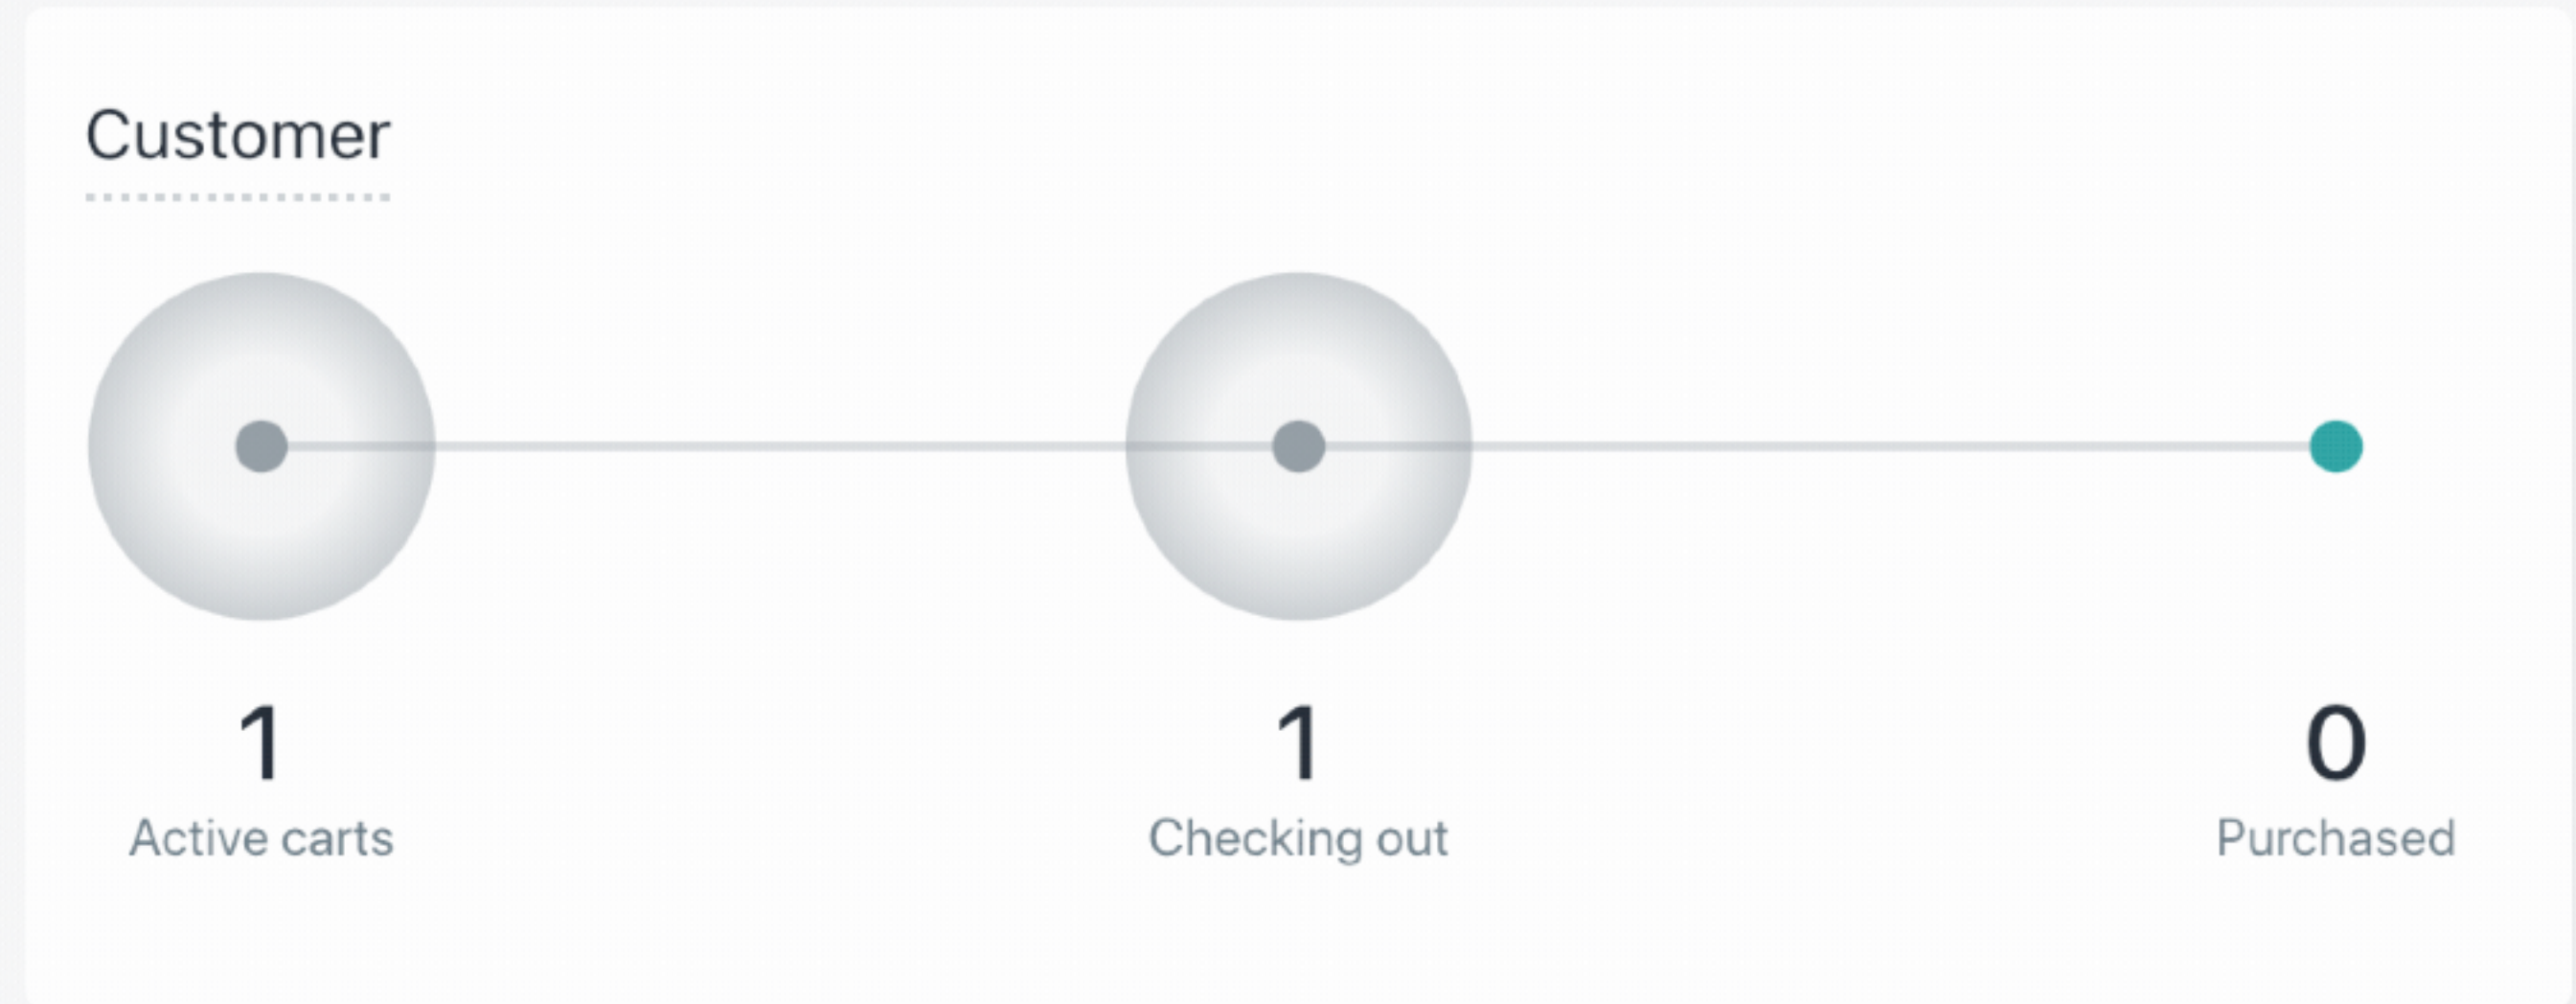 Customer
1
1
0
Active carts
Checking out
Purchased